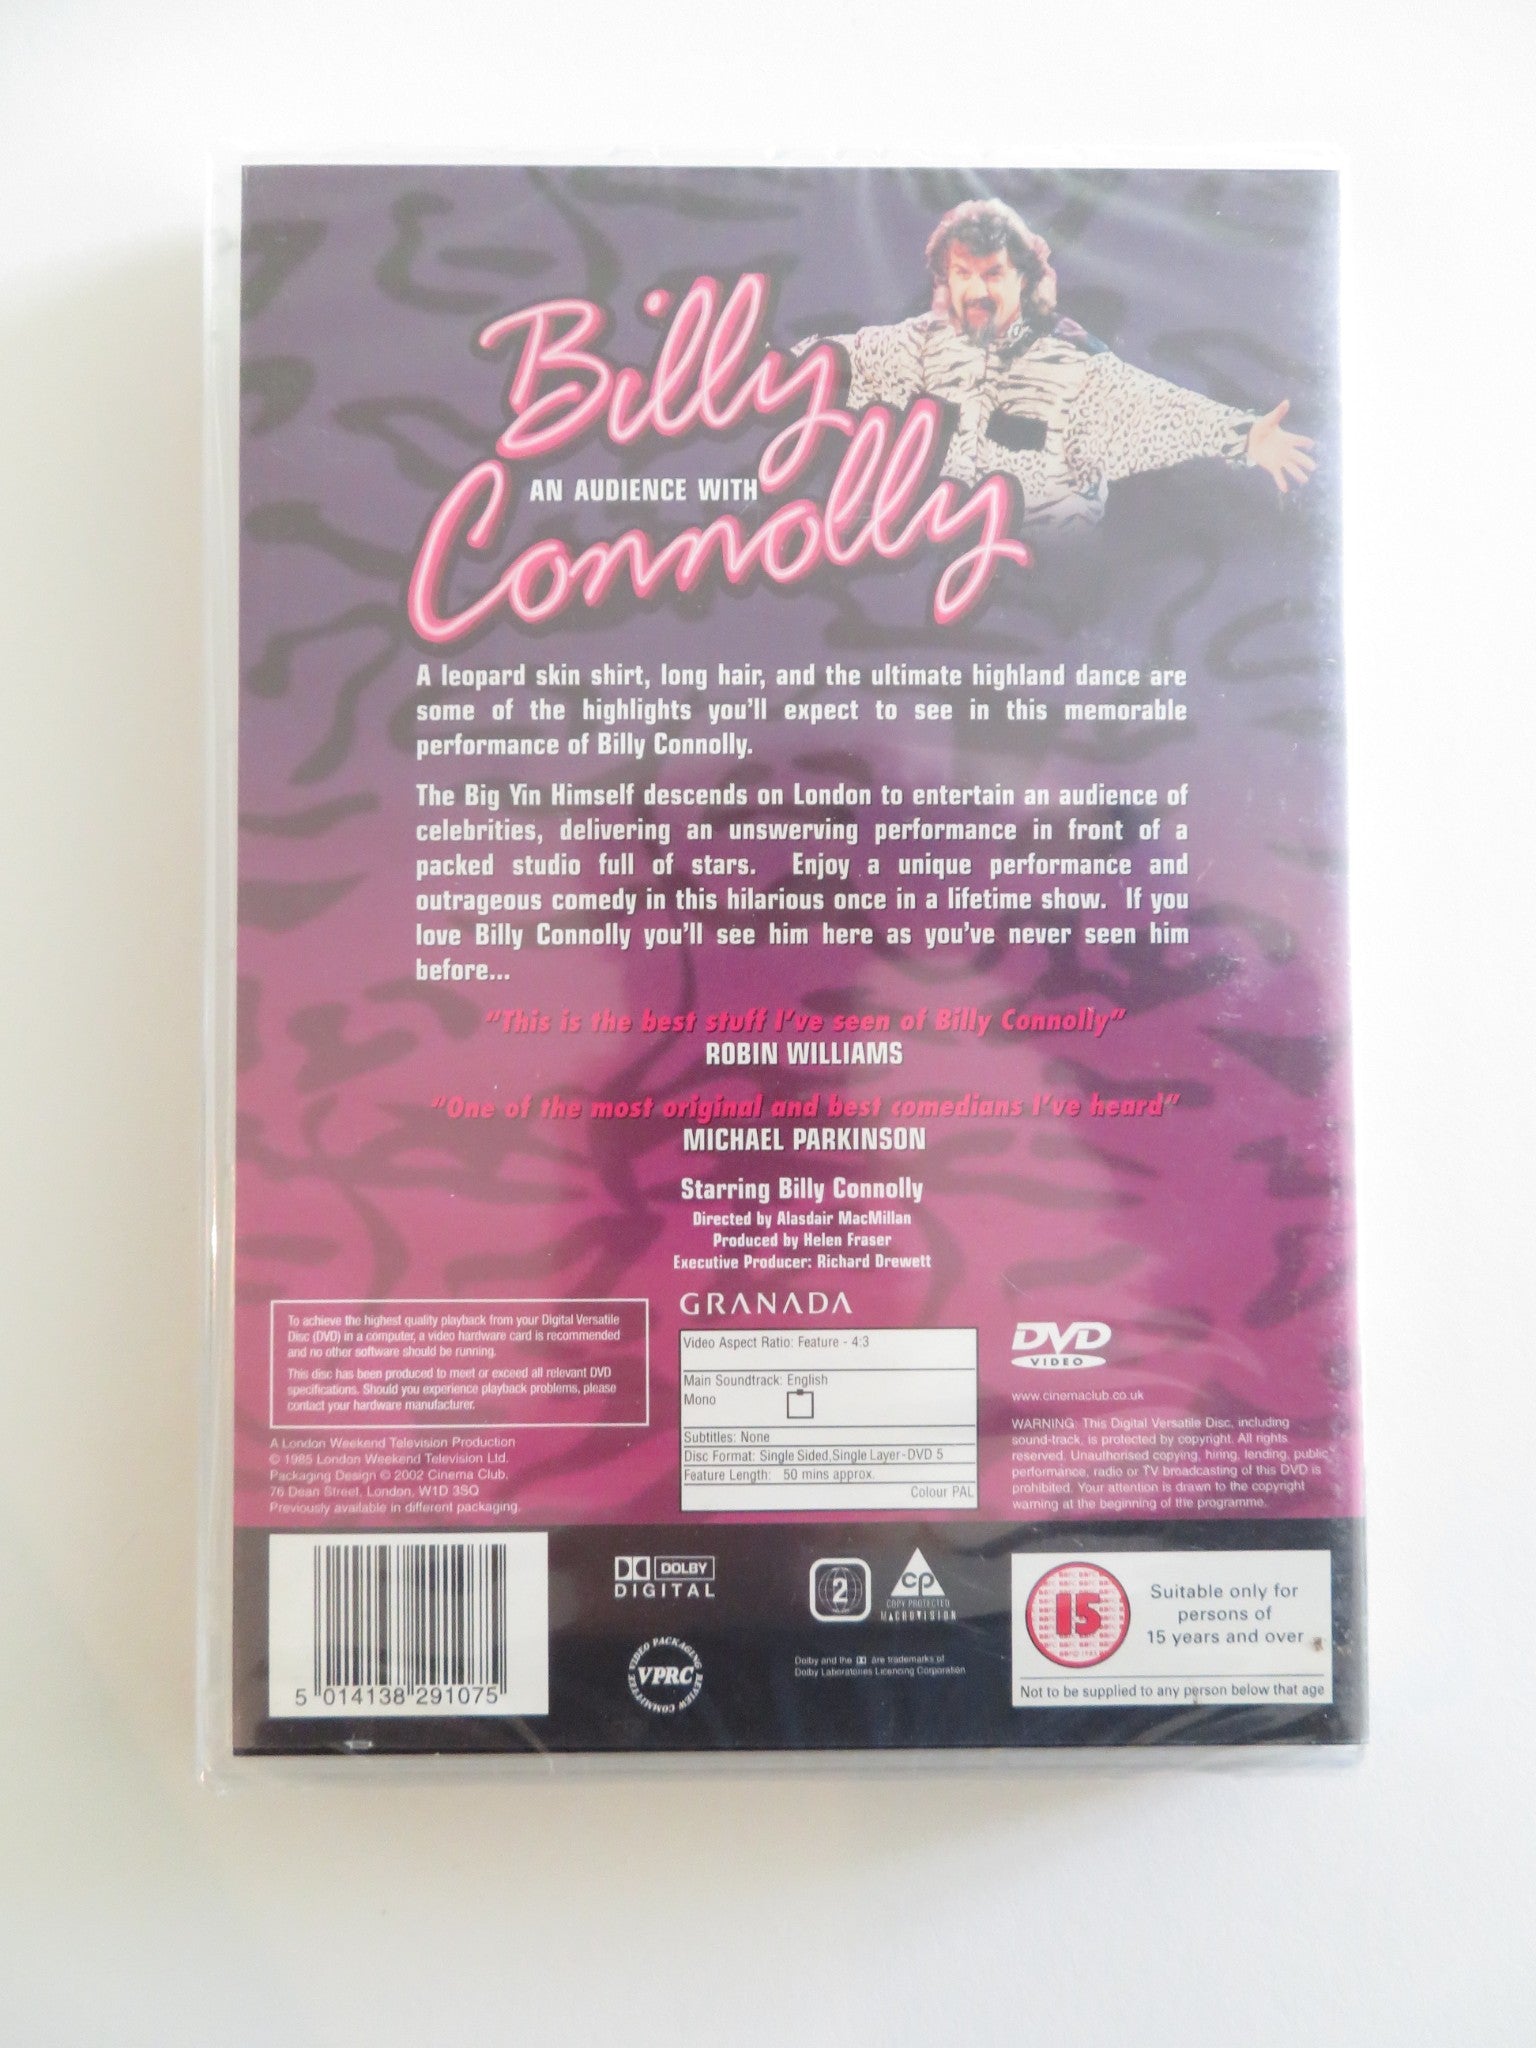 Billy
AN AUDIENCE WITH
Connolly
A leopard skin shirt, long hair, and the ultimate highland dance are
some of the highlights you'll expect to see in this memorable
performance of Billy Connolly.
The Big Yin Himself descends on London to entertain an audience of
celebrities, delivering an unswerving performance in front of a
packed studio full of stars. Enjoy a unique performance and
outrageous comedy in this hilarious once in a lifetime show. If you
love Billy Connolly you'll see him here as you've never seen him
before...
"This is the best stuff I've seen of Billy Connolly"
ROBIN WILLIAMS
"One of the most original and best comedians I've heard"
MICHAEL PARKINSON
Starring Billy Connolly
Directed by Alasdair MacMillan
Produced by Helen Fraser
Executive Producer: Richard Drewett
GRANADA
To achieve the highest quality playback from your Digital Versatile
Disc (DVD) in a computer, a video hardware card is recommended
and no other software should be running.
This disc has been produced to meet or exceed all relevant DVD
specifications. Should you experience playback problems, please
contact your hardware manufacturer.
A London Weekend Television Production
© 1985 London Weekend Television Ltd.
Packaging Design © 2002 Cinema Club.
76 Dean Street, London, W1D 3SQ
Previously available in different packaging.
Video Aspect Ratio: Feature - 4:3
Main Soundtrack: English
Mono
Subtitles: None
Disc Format: Single Sided,Single Layer-DVD 5
Feature Length: 50 mins approx.
Colour PAL
DVD
VIDEO
www.cinemaclub.co.uk
WARNING: This Digital Versatile Disc, including
sound-track, is protected by copyright. All rights
reserved. Unauthorised copying, hiring, lending, public
performance, radio or TV broadcasting of this DVD is
prohibited. Your attention is drawn to the copyright
warning at the beginning of the programme.
5 014138 291075
DOLBY
DIGITAL
VIDEO PACKAGING REVIEW COMMITTEE
VPRC
2
CP
COPY PROTECTED
MACROVISION
Dolby and the are trademarks of
Dolby Laboratories Licencing Corporation
15
Suitable only for
persons of
15 years and over
Not to be supplied to any person below that age